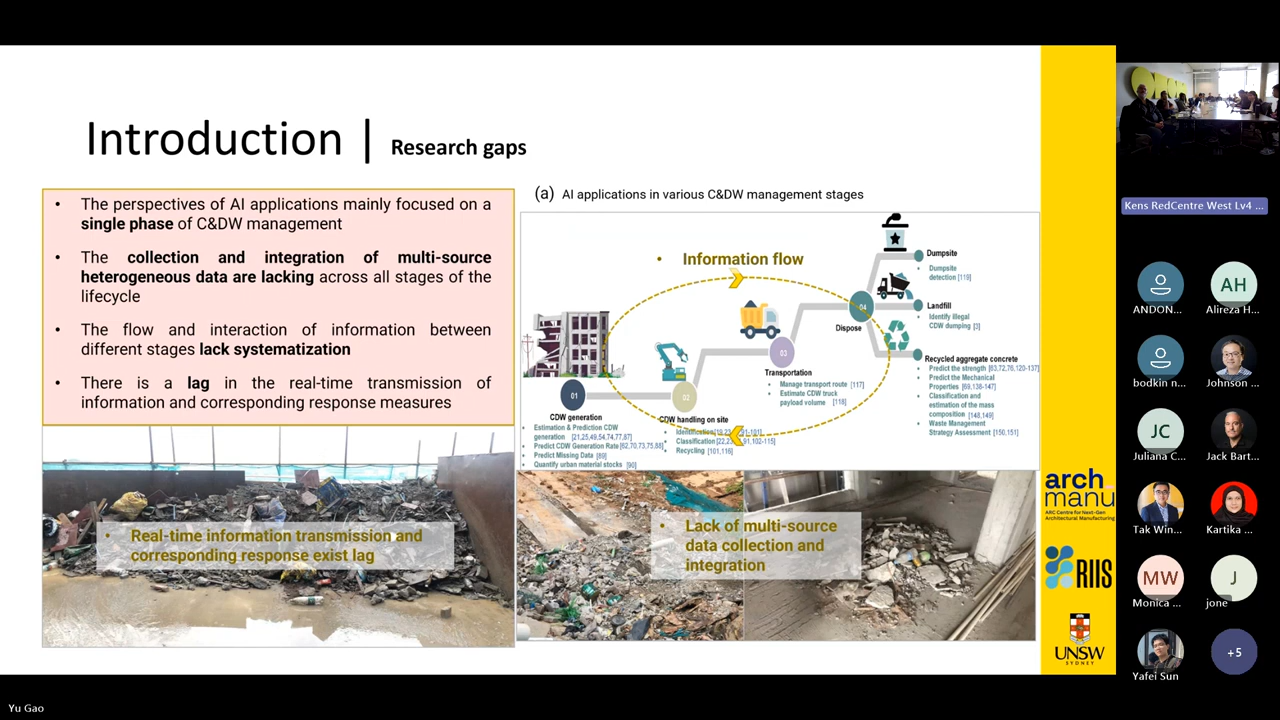 Introduction | Research gaps
• The perspectives of AI applications mainly focused on a
single phase of C&DW management
• The collection and integration of multi-source
heterogeneous data are lacking across all stages of the
lifecycle
• The flow and interaction of information between
different stages lack systematization
• There is a lag in the real-time transmission of
information and corresponding response measures
(a) AI applications in various C&DW management stages
• Information flow
01
CDW generation
• Estimation & Prediction CDW
generation [21,25,49,54,74,77,87]
• Predict CDW Generation Rate[62,70,73,75,88]
• Predict Missing Data [89]
• Quantify urban material stocks [90]
02
CDW handling on site
• Identification
• Classification
• Recycling [101,116]
03
Transportation
• Manage transport route [117]
• Estimate CDW truck
payload volume [118]
04
Dispose
Dumpsite
• Dumpsite
detection [119]
Landfill
• Identify illegal
CDW dumping [3]
Recycled aggregate concrete
• Predict the strength [63,72,76,120-137]
• Predict the Mechanical
Properties [69,138-147]
• Classification and
estimation of the mass
composition [148,149]
• Waste Management
Strategy Assessment [150,151]
• Real-time information transmission and
corresponding response exist lag
• Lack of multi-source
data collection and
integration
arch
manu
ARC Centre for Next-Gen
Architectural Manufacturing
RIIS
UNSW
SYDNEY
Kens RedCentre West Lv4 ...
ANDON...
AH
Alireza H...
bodkin n...
Johnson ...
JC
Juliana C...
Jack Bart...
Tak Win...
Kartika ...
MW
Monica ...
J
jone
Yafei Sun
+5
Yu Gao